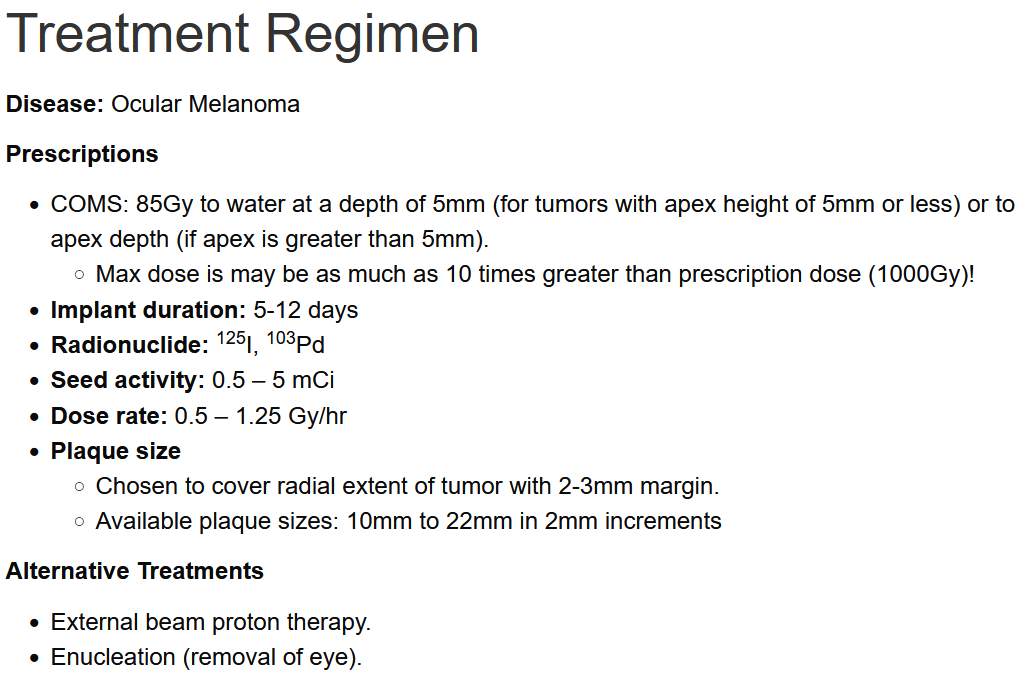 Treatment Regimen
Disease: Ocular Melanoma
Prescriptions
• COMS: 85Gy to water at a depth of 5mm (for tumors with apex height of 5mm or less) or to
apex depth (if apex is greater than 5mm).
○ Max dose is may be as much as 10 times greater than prescription dose (1000Gy)!
• Implant duration: 5-12 days
• Radionuclide: ¹²⁵I, ¹⁰³Pd
• Seed activity: 0.5 – 5 mCi
• Dose rate: 0.5 – 1.25 Gy/hr
• Plaque size
○ Chosen to cover radial extent of tumor with 2-3mm margin.
○ Available plaque sizes: 10mm to 22mm in 2mm increments
Alternative Treatments
• External beam proton therapy.
• Enucleation (removal of eye).